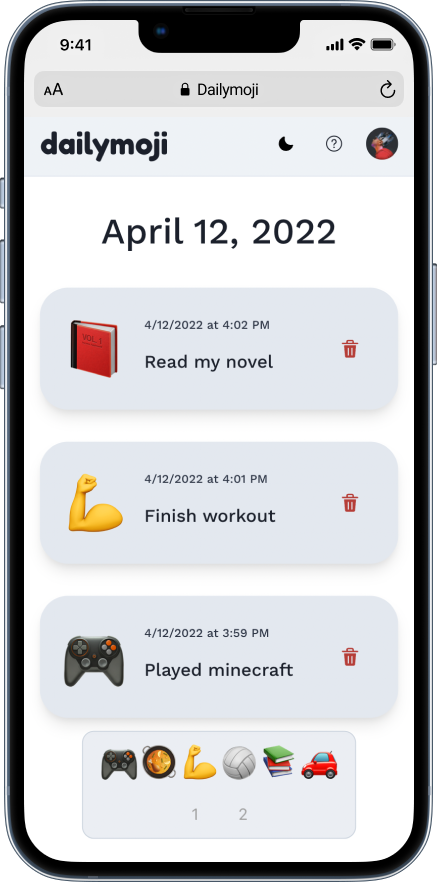 9:41
AA Dailymoji
dailymoji ?
April 12, 2022
4/12/2022 at 4:02 PM
Read my novel
4/12/2022 at 4:01 PM
Finish workout
4/12/2022 at 3:59 PM
Played minecraft
1 2